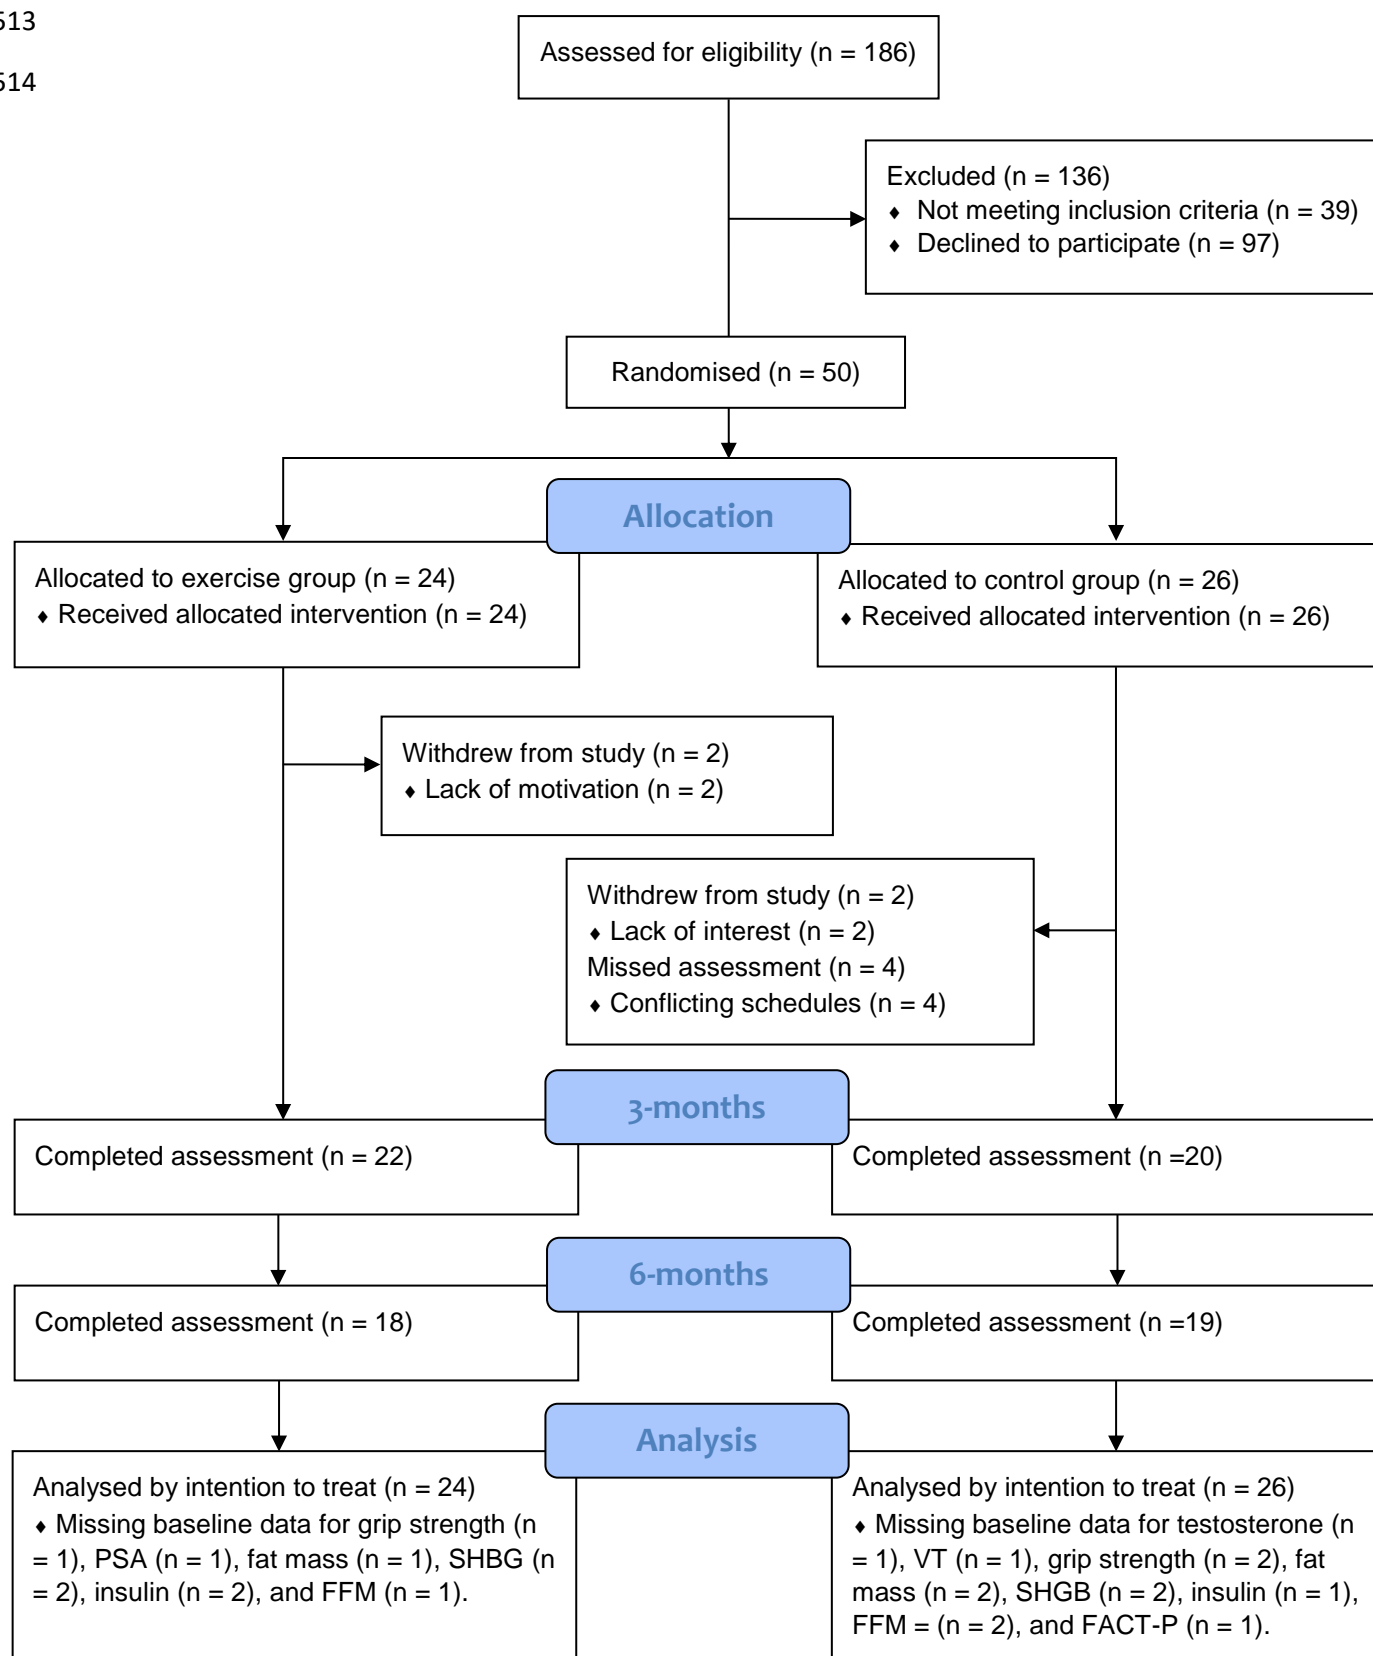 513
Assessed for eligibility (n = 186)
514
Excluded (n = 136)
♦ Not meeting inclusion criteria (n = 39)
♦ Declined to participate (n = 97)
Randomised (n = 50)
Allocation
Allocated to exercise group (n = 24)
♦ Received allocated intervention (n = 24)
Allocated to control group (n = 26)
♦ Received allocated intervention (n = 26)
Withdrew from study (n = 2)
♦ Lack of motivation (n = 2)
Withdrew from study (n = 2)
♦ Lack of interest (n = 2)
Missed assessment (n = 4)
♦ Conflicting schedules (n = 4)
3-months
Completed assessment (n = 22)
Completed assessment (n =20)
6-months
Completed assessment (n = 18)
Completed assessment (n =19)
Analysis
Analysed by intention to treat (n = 24)
♦ Missing baseline data for grip strength (n
= 1), PSA (n = 1), fat mass (n = 1), SHBG (n
= 2), insulin (n = 2), and FFM (n = 1).
Analysed by intention to treat (n = 26)
♦ Missing baseline data for testosterone (n
= 1), VT (n = 1), grip strength (n = 2), fat
mass (n = 2), SHGB (n = 2), insulin (n = 1),
FFM = (n = 2), and FACT-P (n = 1).